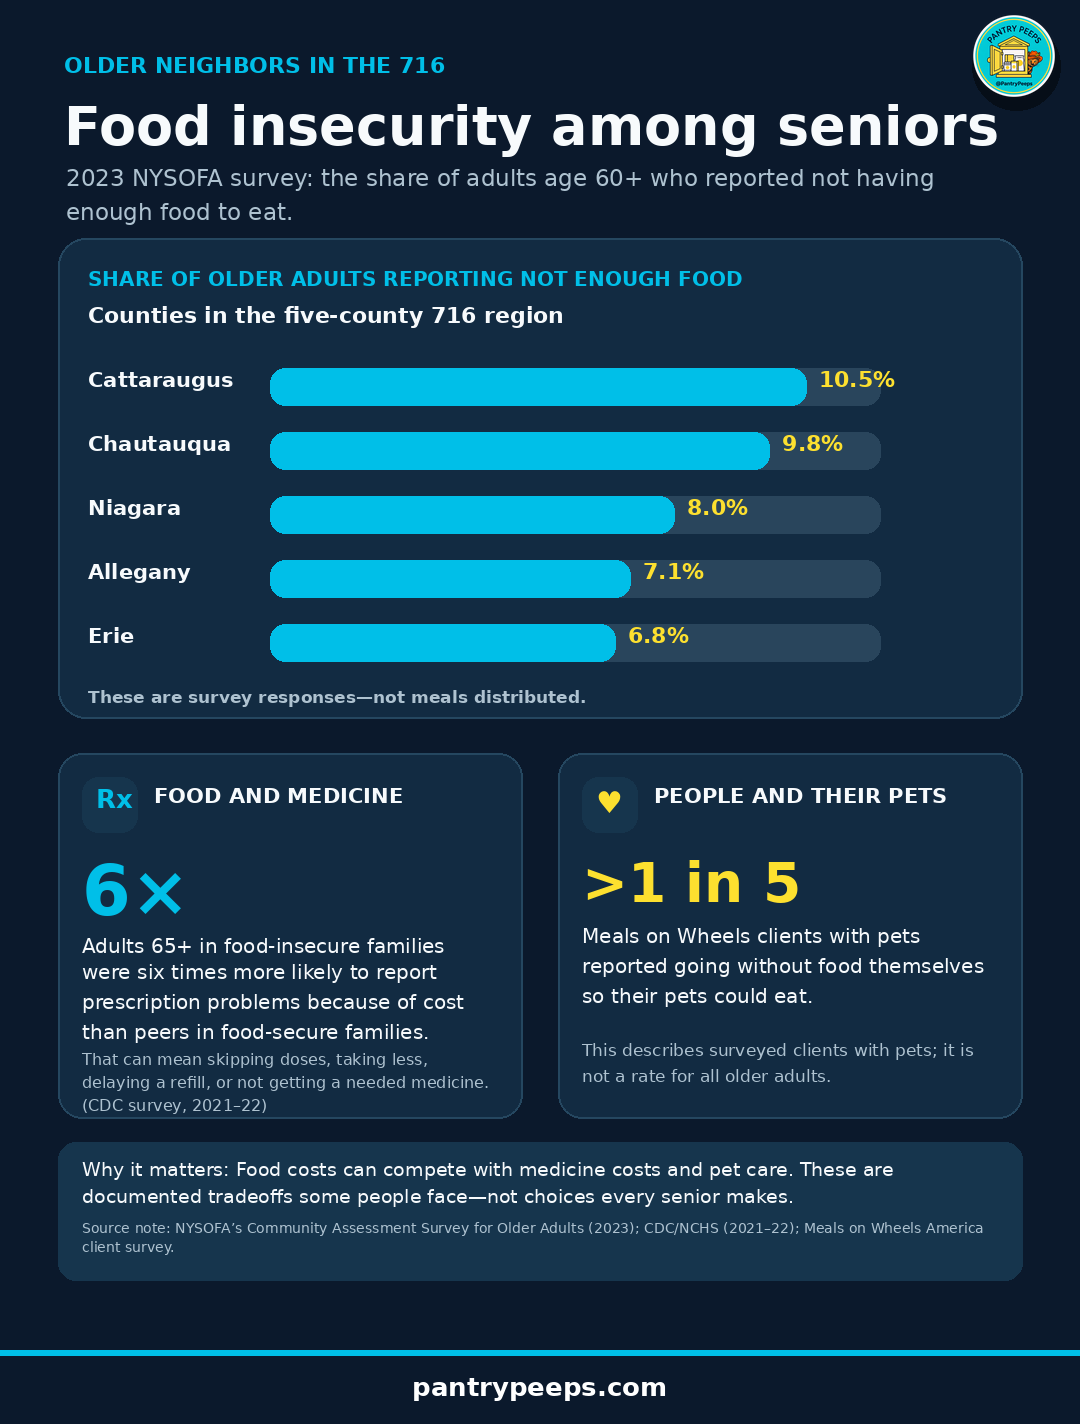 PANTRY PEEPS
@PantryPeeps
OLDER NEIGHBORS IN THE 716
Food insecurity among seniors
2023 NYSOFA survey: the share of adults age 60+ who reported not having
enough food to eat.
SHARE OF OLDER ADULTS REPORTING NOT ENOUGH FOOD
Counties in the five-county 716 region
Cattaraugus 10.5%
Chautauqua 9.8%
Niagara 8.0%
Allegany 7.1%
Erie 6.8%
These are survey responses—not meals distributed.
Rx FOOD AND MEDICINE
6×
Adults 65+ in food-insecure families
were six times more likely to report
prescription problems because of cost
than peers in food-secure families.
That can mean skipping doses, taking less,
delaying a refill, or not getting a needed medicine.
(CDC survey, 2021–22)
♥ PEOPLE AND THEIR PETS
>1 in 5
Meals on Wheels clients with pets
reported going without food themselves
so their pets could eat.
This describes surveyed clients with pets; it is
not a rate for all older adults.
Why it matters: Food costs can compete with medicine costs and pet care. These are
documented tradeoffs some people face—not choices every senior makes.
Source note: NYSOFA’s Community Assessment Survey for Older Adults (2023); CDC/NCHS (2021–22); Meals on Wheels America
client survey.
pantrypeeps.com